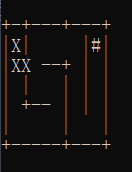 +-+---+---+
|X|     |#|
|XX --+ | |
| |   | | |
| +--   | |
|     |   |
+-----+---+